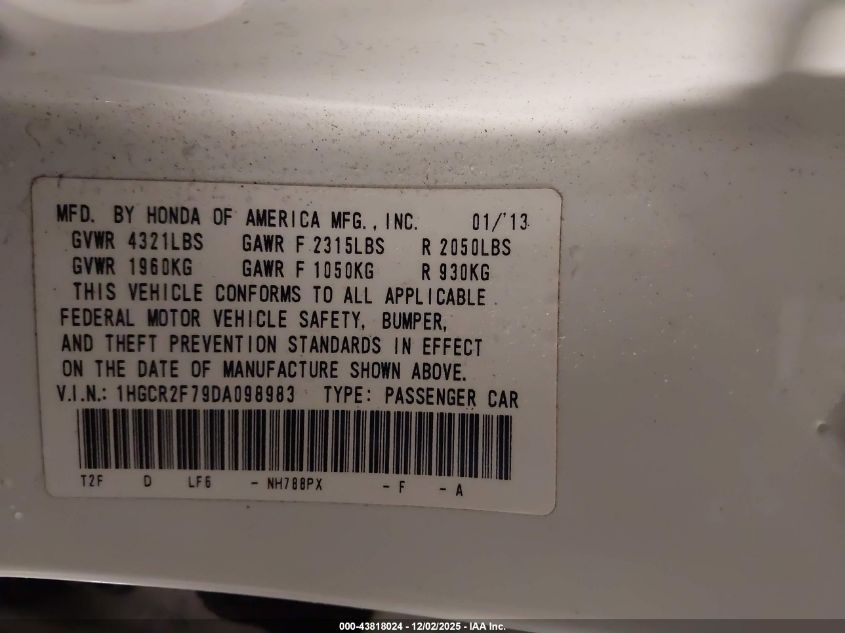 MFD. BY HONDA OF AMERICA MFG., INC. 01/'13
GVWR 4321LBS GAWR F 2315LBS R 2050LBS
GVWR 1960KG GAWR F 1050KG R 930KG
THIS VEHICLE CONFORMS TO ALL APPLICABLE
FEDERAL MOTOR VEHICLE SAFETY, BUMPER,
AND THEFT PREVENTION STANDARDS IN EFFECT
ON THE DATE OF MANUFACTURE SHOWN ABOVE.
V.I.N.: 1HGCR2F79DA098983 TYPE: PASSENGER CAR
T2F D LF6 - NH788PX - F - A
000-43818024 - 12/02/2025 - IAA Inc.